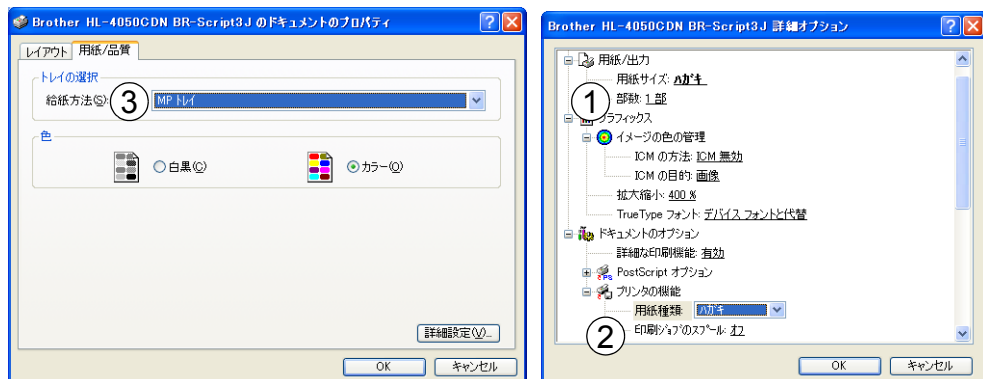 Brother HL-4050CDN BR-Script3J のドキュメントのプロパティ
レイアウト 用紙/品質
トレイの選択
給紙方法(S): ③ MP トレイ
色
白黒(C) カラー(O)
詳細設定(V)...
OK キャンセル
Brother HL-4050CDN BR-Script3J 詳細オプション
用紙/出力
用紙サイズ: ハガキ
① 部数: 1 部
グラフィックス
イメージの色の管理
ICM の方法: ICM 無効
ICM の目的: 画像
拡大縮小: 400 %
TrueType フォント: デバイス フォントと代替
ドキュメントのオプション
詳細な印刷機能: 有効
PostScript オプション
プリンタの機能
用紙種類: ハガキ
② 印刷ジョブのスプール: オフ
OK キャンセル